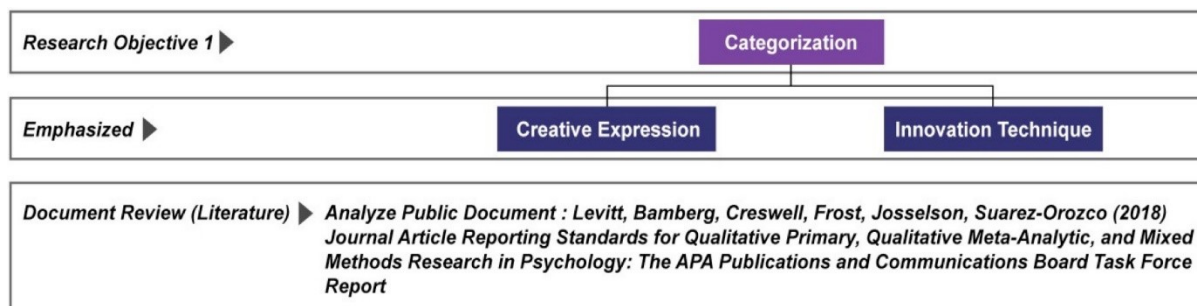 Research Objective 1
Categorization
Emphasized
Creative Expression
Innovation Technique
Document Review (Literature)
Analyze Public Document : Levitt, Bamberg, Creswell, Frost, Josselson, Suarez-Orozco (2018)
Journal Article Reporting Standards for Qualitative Primary, Qualitative Meta-Analytic, and Mixed
Methods Research in Psychology: The APA Publications and Communications Board Task Force
Report